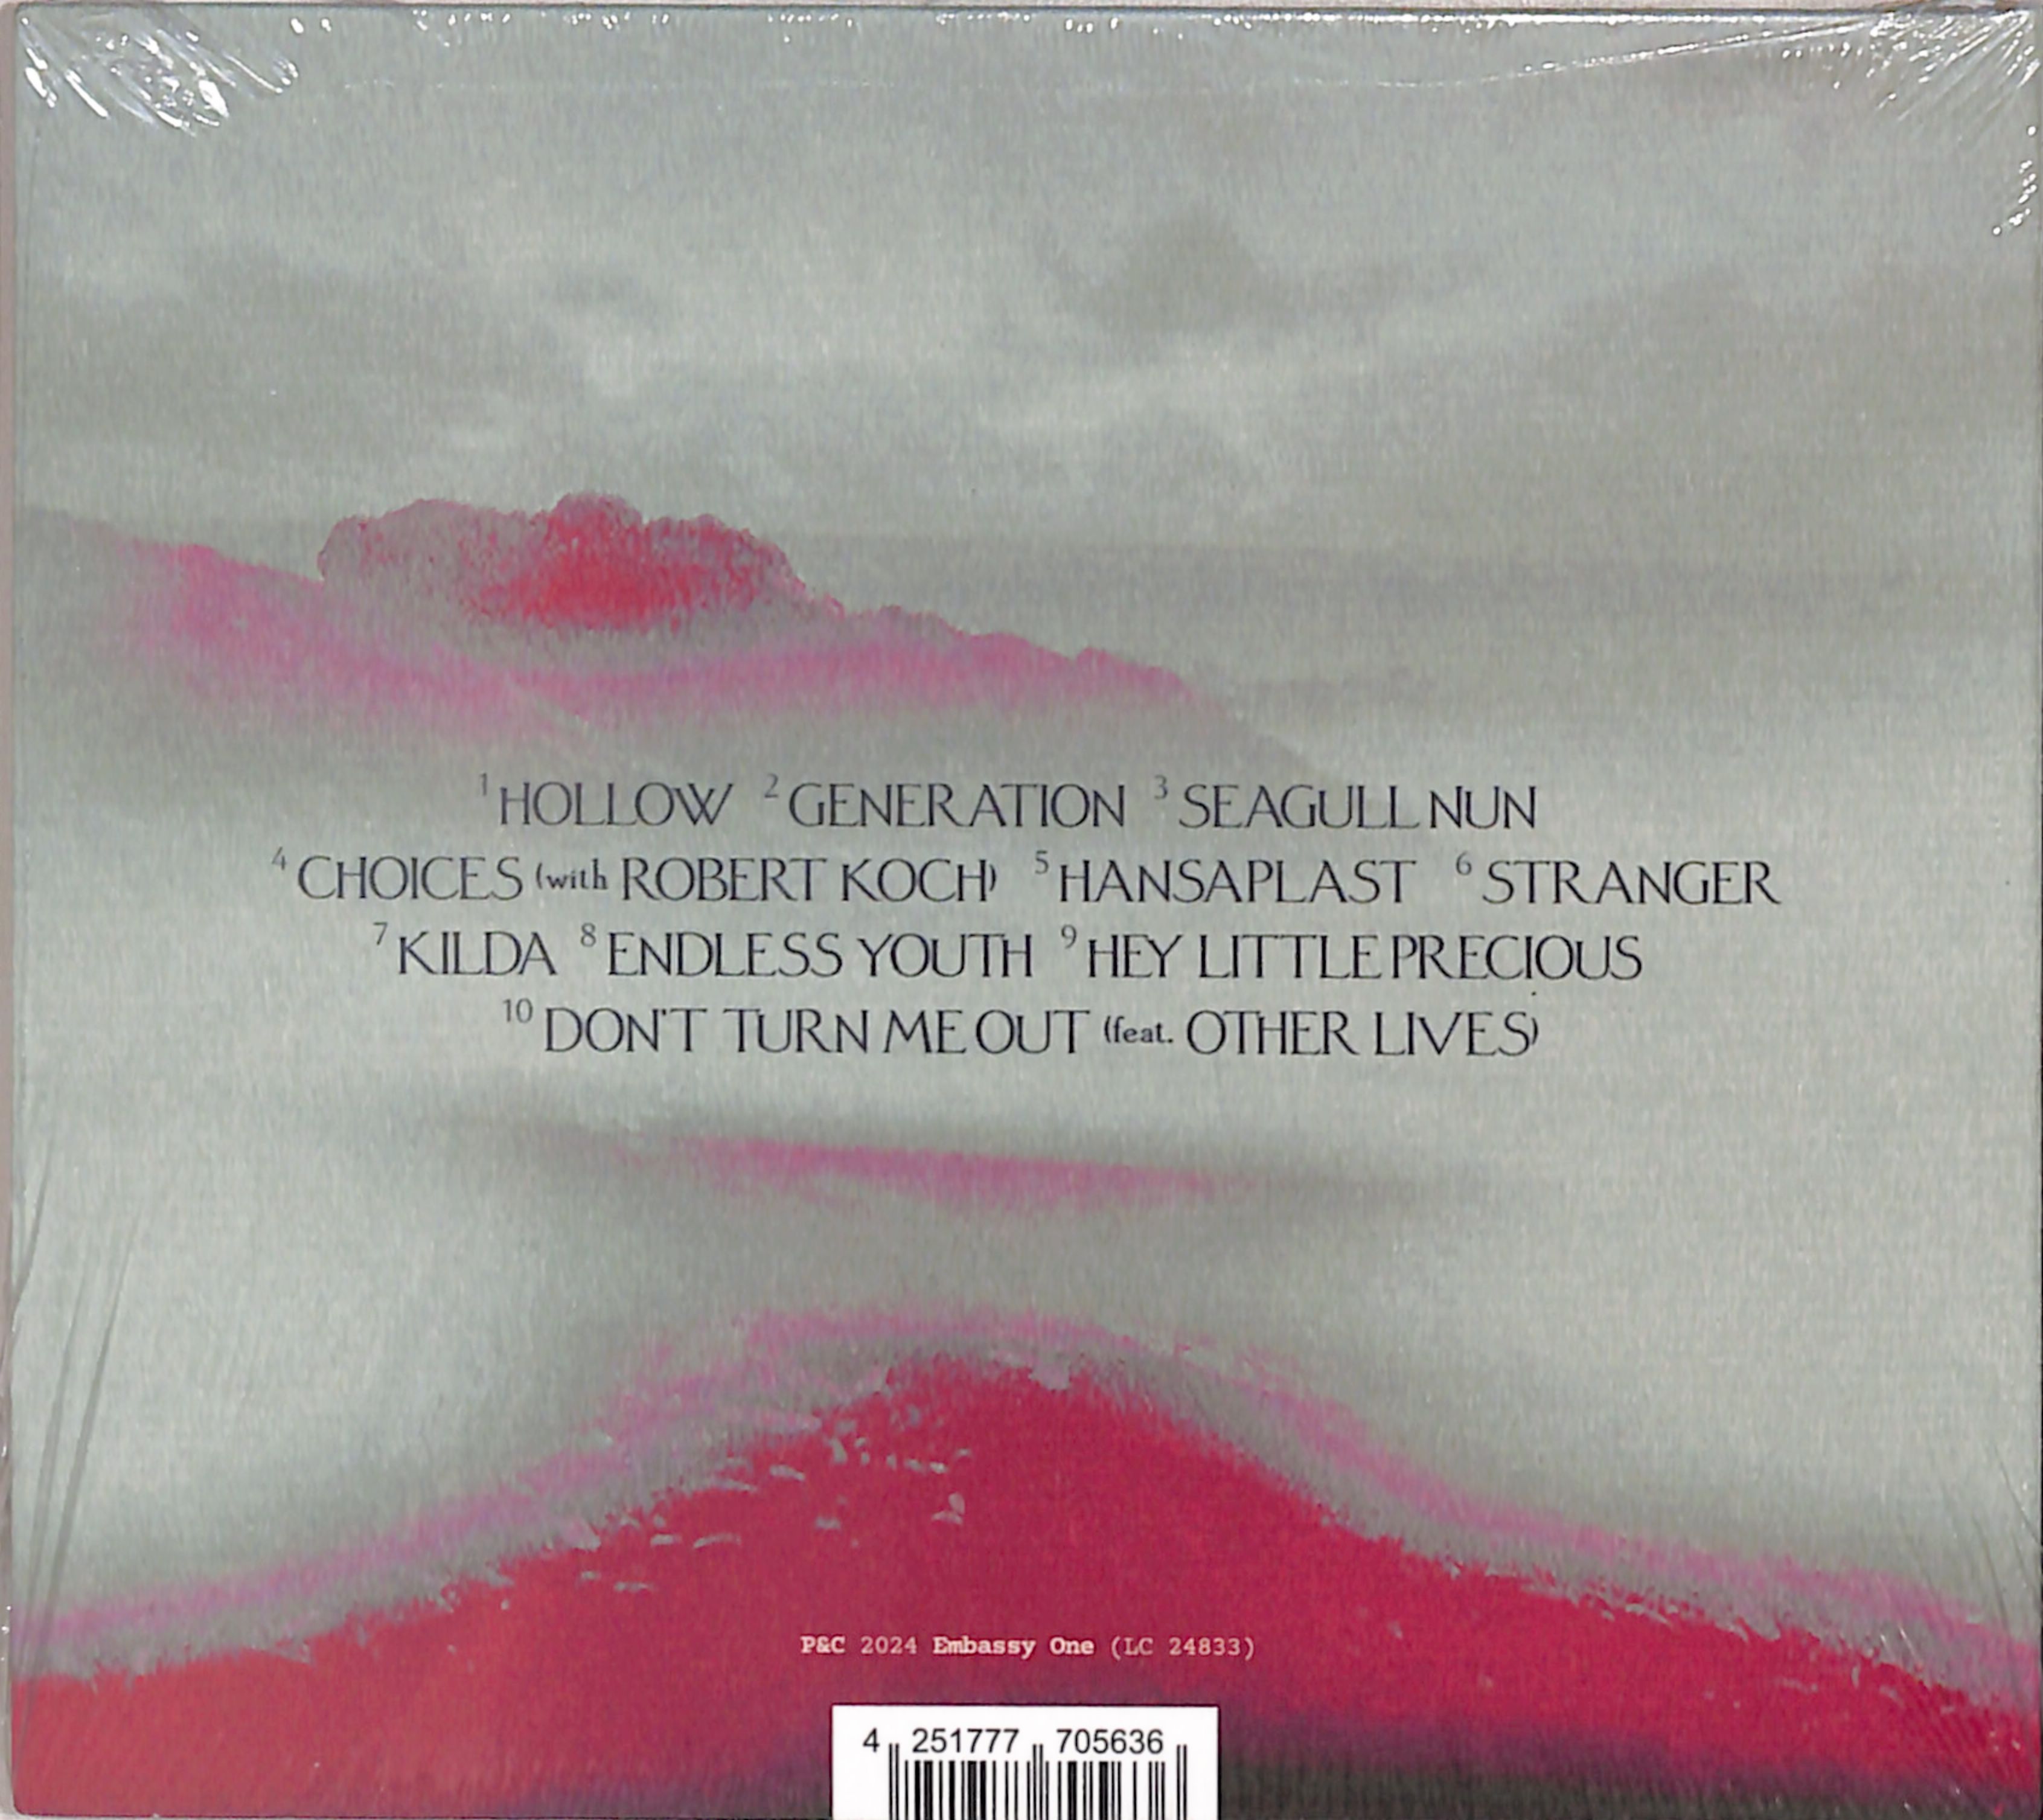 1 HOLLOW 2 GENERATION 3 SEAGULL NUN
4 CHOICES (with ROBERT KOCH) 5 HANSAPLAST 6 STRANGER
7 KILDA 8 ENDLESS YOUTH 9 HEY LITTLE PRECIOUS
10 DON'T TURN ME OUT (feat. OTHER LIVES)
P&C 2024 Embassy One (LC 24833)
4 251777 705636